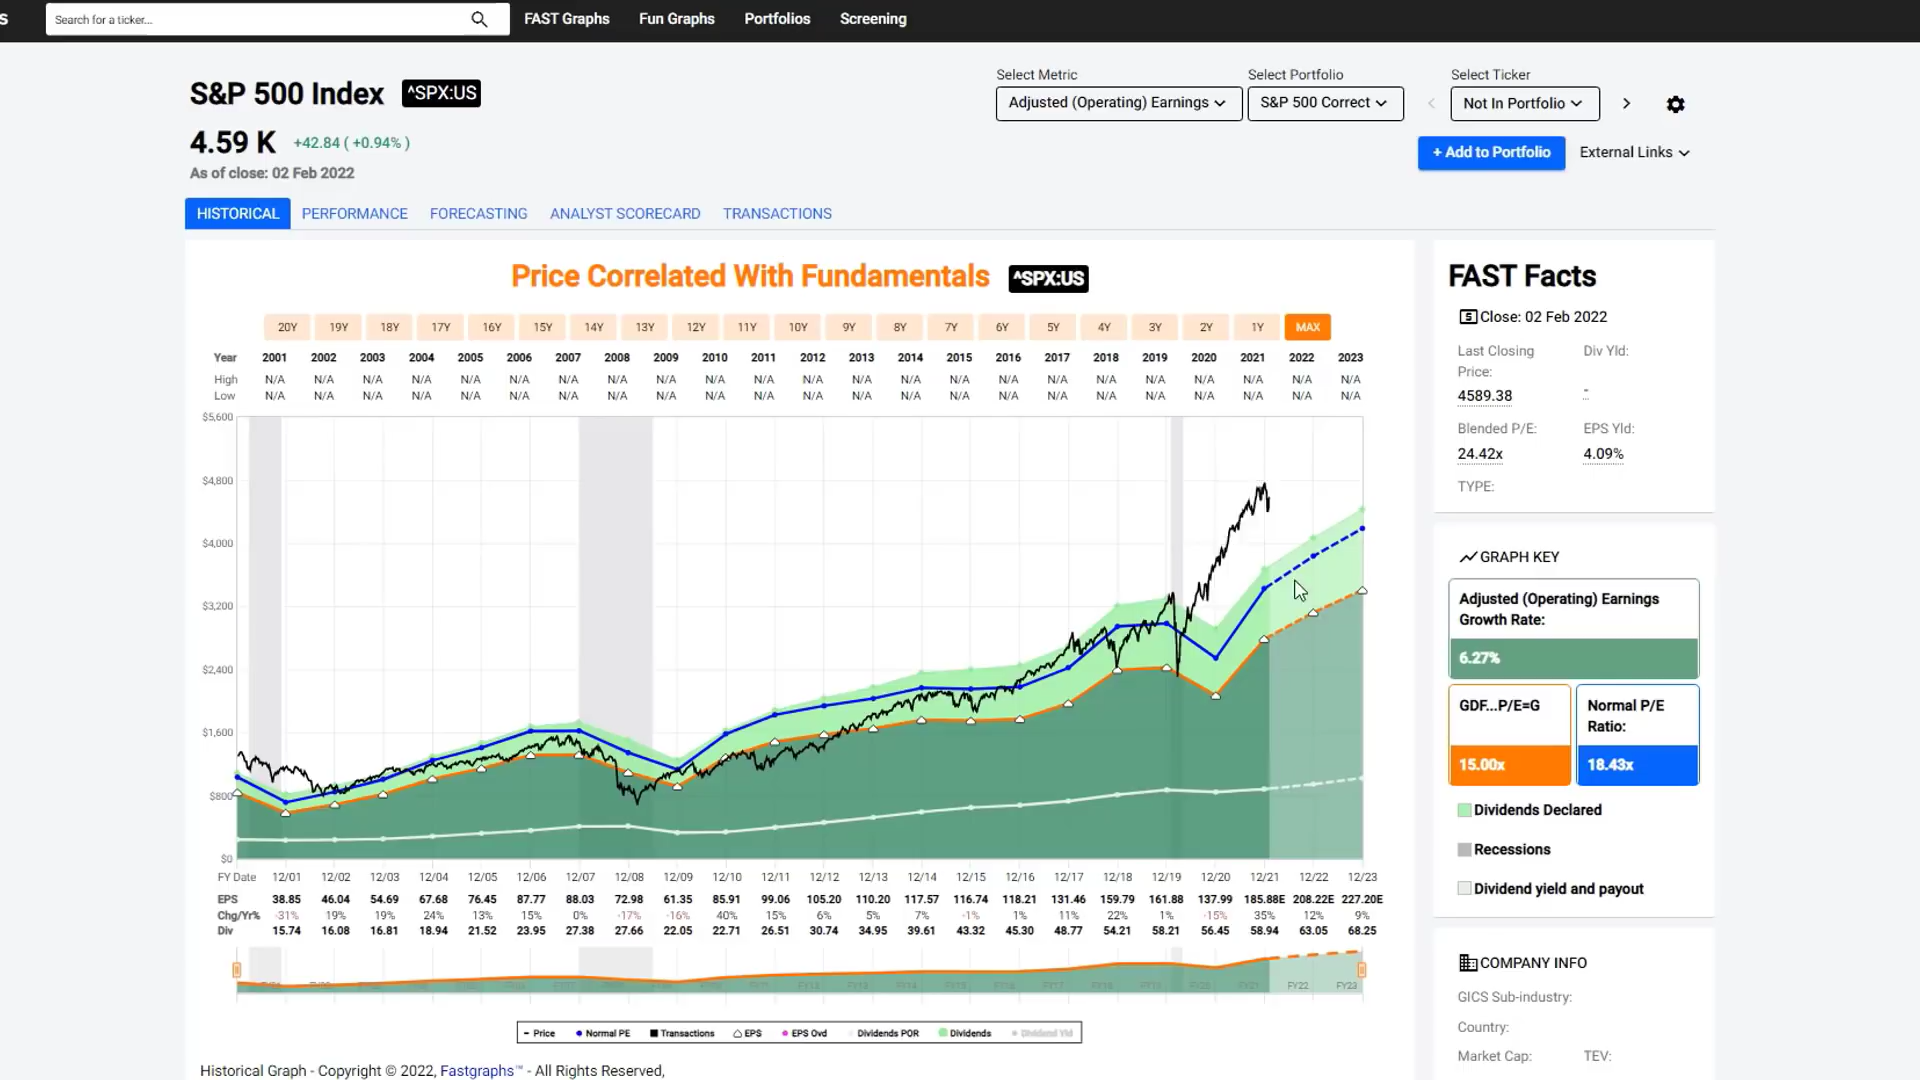 s
Search for a ticker...
FAST Graphs Fun Graphs Portfolios Screening
S&P 500 Index ^SPX:US
4.59 K +42.84 ( +0.94% )
As of close: 02 Feb 2022
Select Metric Select Portfolio Select Ticker
Adjusted (Operating) Earnings S&P 500 Correct Not In Portfolio
+ Add to Portfolio External Links
HISTORICAL PERFORMANCE FORECASTING ANALYST SCORECARD TRANSACTIONS
Price Correlated With Fundamentals ^SPX:US
20Y 19Y 18Y 17Y 16Y 15Y 14Y 13Y 12Y 11Y 10Y 9Y 8Y 7Y 6Y 5Y 4Y 3Y 2Y 1Y MAX
Year 2001 2002 2003 2004 2005 2006 2007 2008 2009 2010 2011 2012 2013 2014 2015 2016 2017 2018 2019 2020 2021 2022 2023
High N/A N/A N/A N/A N/A N/A N/A N/A N/A N/A N/A N/A N/A N/A N/A N/A N/A N/A N/A N/A N/A N/A N/A
Low N/A N/A N/A N/A N/A N/A N/A N/A N/A N/A N/A N/A N/A N/A N/A N/A N/A N/A N/A N/A N/A N/A N/A
$5,600
$4,800
$4,000
$3,200
$2,400
$1,600
$800
$0
FY Date 12/01 12/02 12/03 12/04 12/05 12/06 12/07 12/08 12/09 12/10 12/11 12/12 12/13 12/14 12/15 12/16 12/17 12/18 12/19 12/20 12/21 12/22 12/23
EPS 38.85 46.04 54.69 67.68 76.45 87.77 88.03 72.98 61.35 85.91 99.06 105.20 110.20 117.57 116.74 118.21 131.46 159.79 161.88 137.99 185.88E 208.22E 227.20E
Chg/Yr% -31% 19% 19% 24% 13% 15% 0% -17% -16% 40% 15% 6% 5% 7% -1% 1% 11% 22% 1% -15% 35% 12% 9%
Div 15.74 16.08 16.81 18.94 21.52 23.95 27.38 27.66 22.05 22.71 26.51 30.74 34.95 39.61 43.32 45.30 48.77 54.21 58.21 56.45 58.94 63.05 68.25
FY22 FY23
Price Normal PE Transactions EPS EPS Ovd Dividends POR Dividends Dividend Yld
Historical Graph - Copyright © 2022, Fastgraphs™ - All Rights Reserved,
FAST Facts
Close: 02 Feb 2022
Last Closing Price: Div Yld:
4589.38 -
Blended P/E: EPS Yld:
24.42x 4.09%
TYPE:
GRAPH KEY
Adjusted (Operating) Earnings
Growth Rate:
6.27%
GDF...P/E=G Normal P/E Ratio:
15.00x 18.43x
Dividends Declared
Recessions
Dividend yield and payout
COMPANY INFO
GICS Sub-industry:
Country:
Market Cap: TEV: